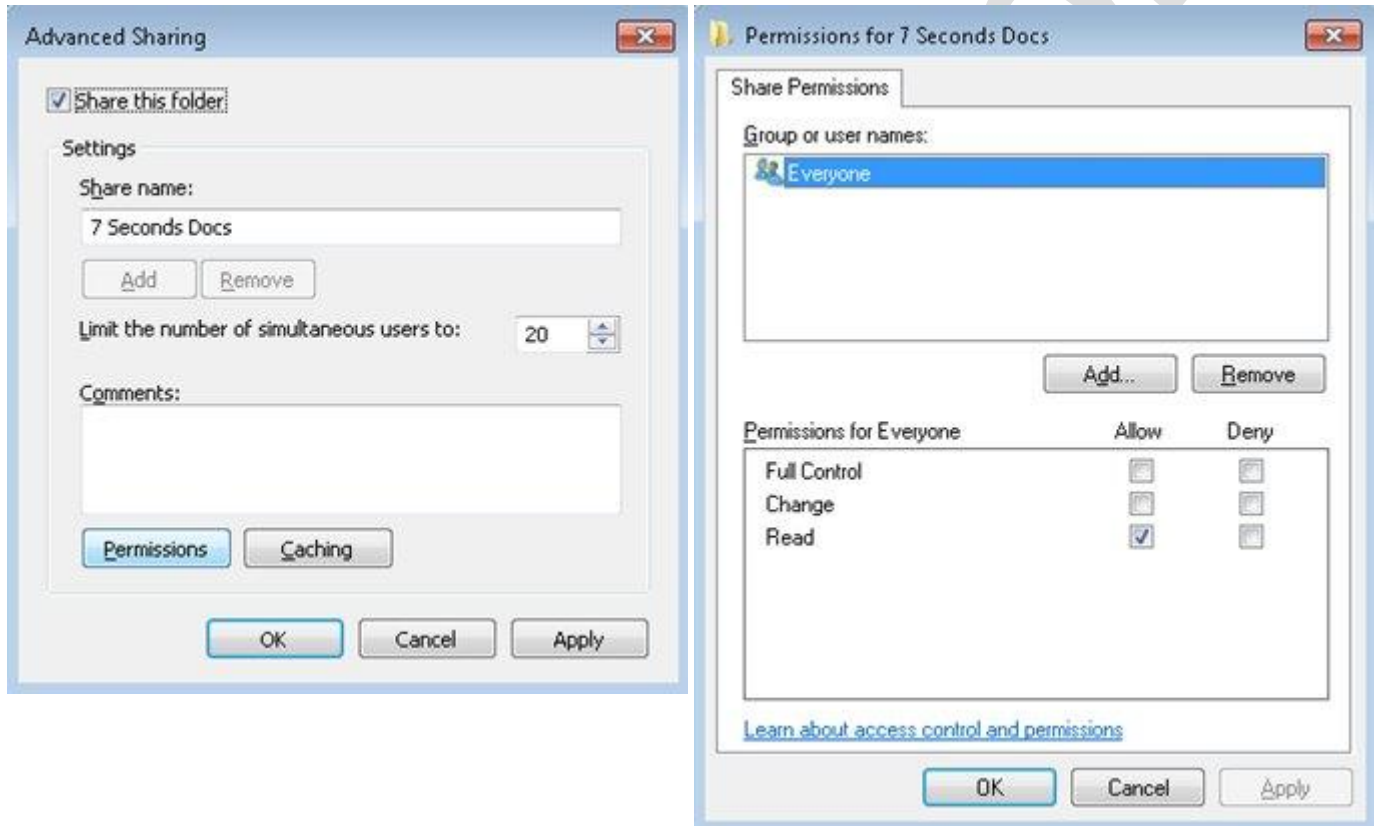 Advanced Sharing
Share this folder
Settings
Share name:
7 Seconds Docs
Add Remove
Limit the number of simultaneous users to: 20
Comments:
Permissions Caching
OK Cancel Apply
Permissions for 7 Seconds Docs
Share Permissions
Group or user names:
Everyone
Add... Remove
Permissions for Everyone Allow Deny
Full Control
Change
Read
Learn about access control and permissions
OK Cancel Apply